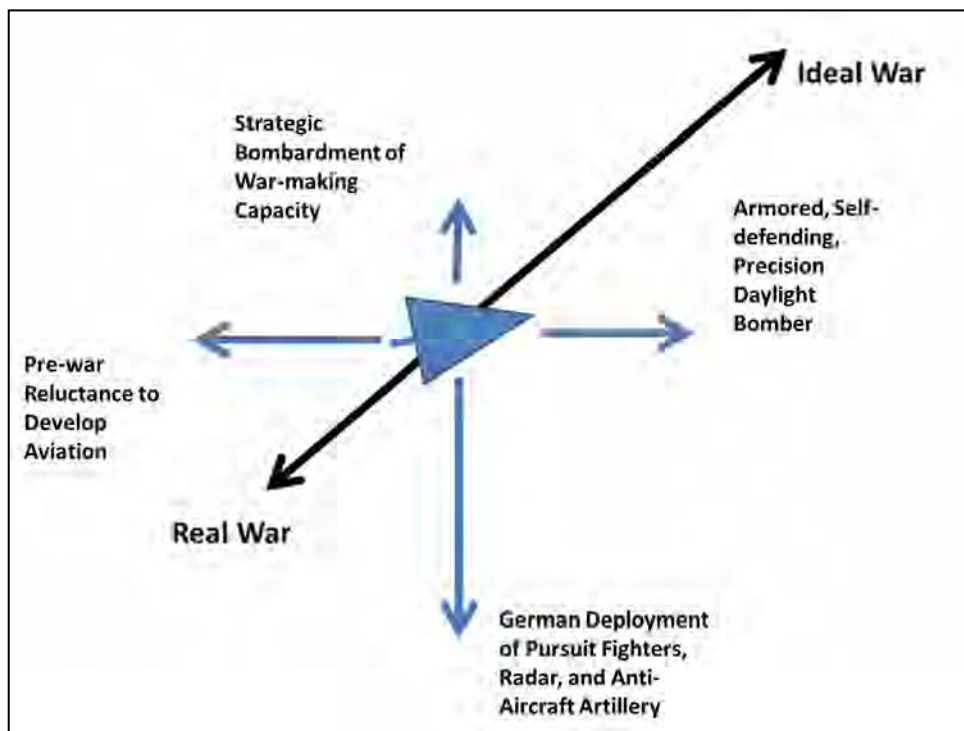 Ideal War
Strategic
Bombardment of
War-making
Capacity
Armored, Self-
defending,
Precision
Daylight
Bomber
Pre-war
Reluctance to
Develop
Aviation
Real War
German Deployment
of Pursuit Fighters,
Radar, and Anti-
Aircraft Artillery